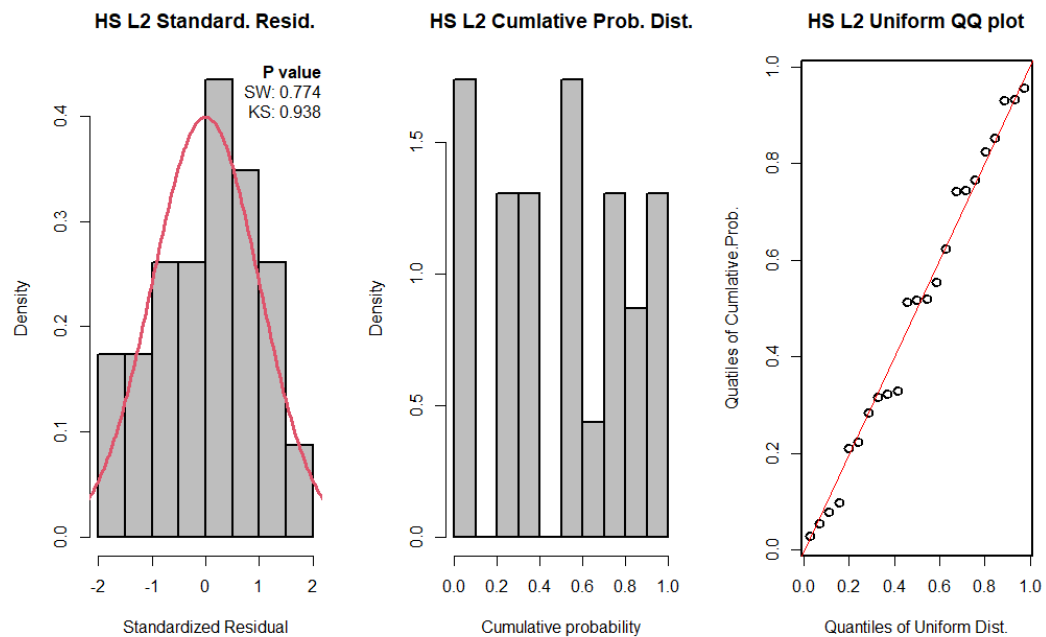 HS L2 Standard. Resid.
P value
SW: 0.774
KS: 0.938
Density
0.0
0.1
0.2
0.3
0.4
-2
-1
0
1
2
Standardized Residual
HS L2 Cumlative Prob. Dist.
Density
0.0
0.5
1.0
1.5
0.0
0.2
0.4
0.6
0.8
1.0
Cumulative probability
HS L2 Uniform QQ plot
Quatiles of Cumlative.Prob.
0.0
0.2
0.4
0.6
0.8
1.0
0.0
0.2
0.4
0.6
0.8
1.0
Quantiles of Uniform Dist.